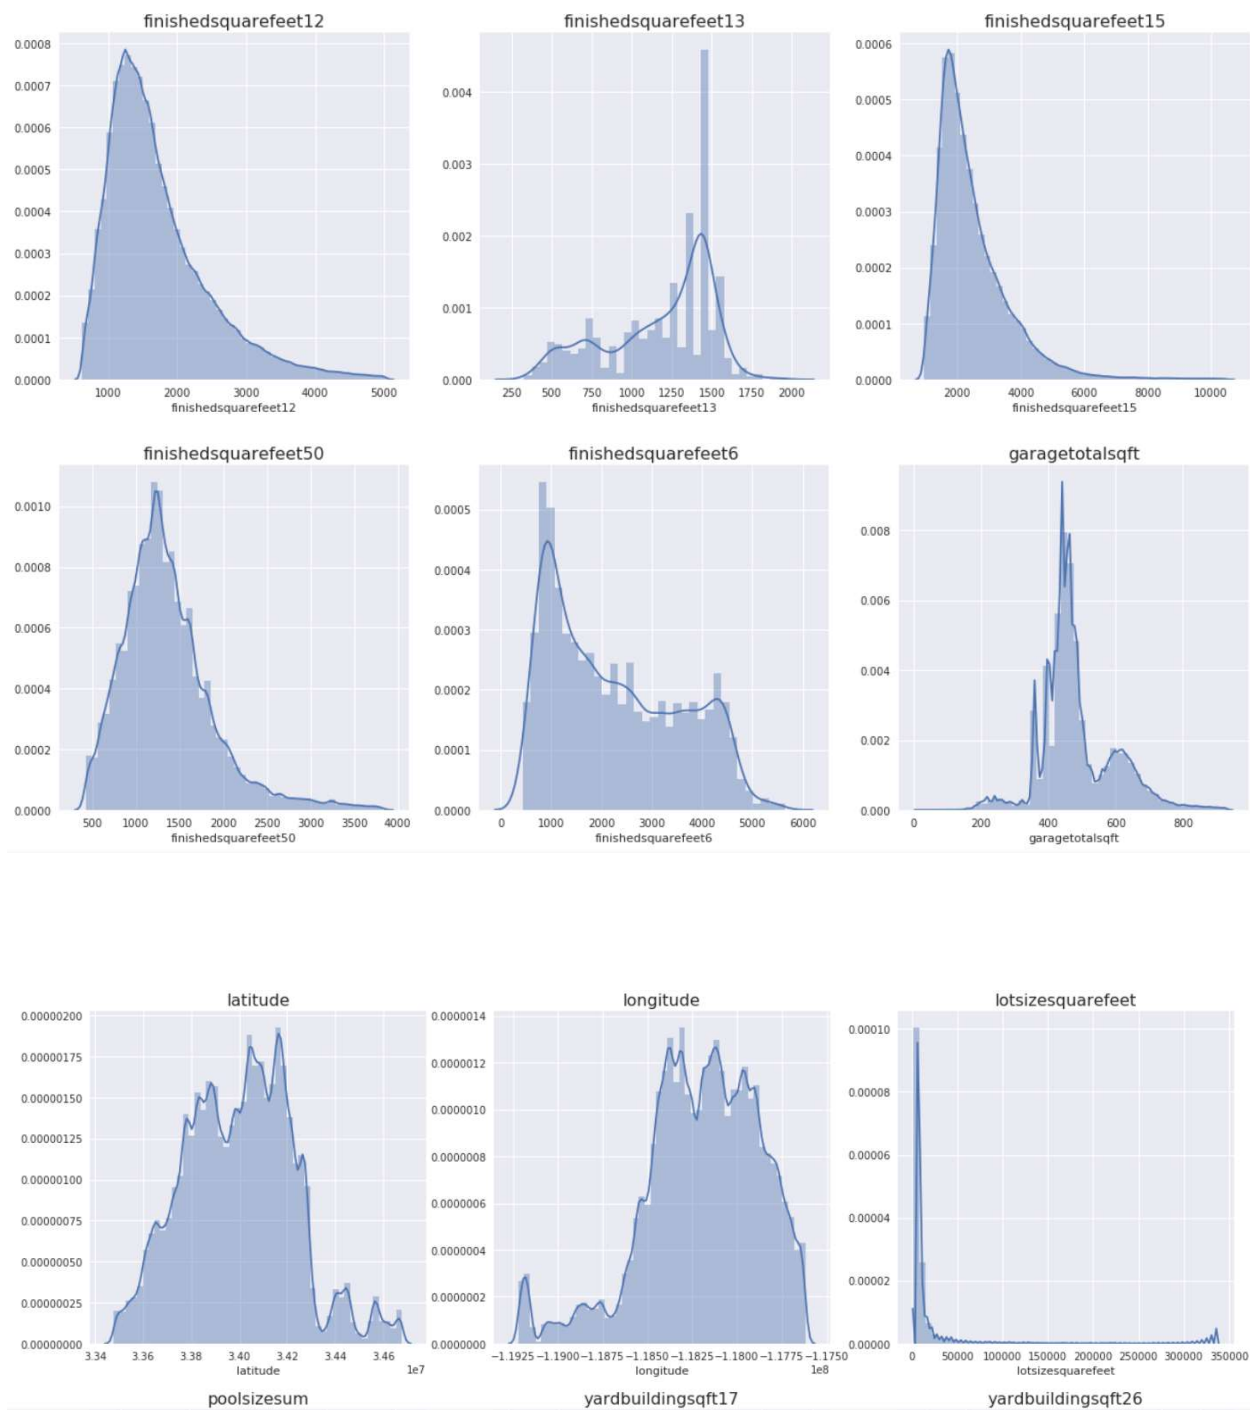 finishedsquarefeet12
0.0008
0.0007
0.0006
0.0005
0.0004
0.0003
0.0002
0.0001
0.0000
1000 2000 3000 4000 5000
finishedsquarefeet12
finishedsquarefeet13
0.004
0.003
0.002
0.001
0.000
250 500 750 1000 1250 1500 1750 2000
finishedsquarefeet13
finishedsquarefeet15
0.0006
0.0005
0.0004
0.0003
0.0002
0.0001
0.0000
2000 4000 6000 8000 10000
finishedsquarefeet15
finishedsquarefeet50
0.0010
0.0008
0.0006
0.0004
0.0002
0.0000
500 1000 1500 2000 2500 3000 3500 4000
finishedsquarefeet50
finishedsquarefeet6
0.0005
0.0004
0.0003
0.0002
0.0001
0.0000
0 1000 2000 3000 4000 5000 6000
finishedsquarefeet6
garagetotalsqft
0.008
0.006
0.004
0.002
0.000
0 200 400 600 800
garagetotalsqft
latitude
0.00000200
0.00000175
0.00000150
0.00000125
0.00000100
0.00000075
0.00000050
0.00000025
0.00000000
3.34 3.36 3.38 3.40 3.42 3.44 3.46
latitude 1e7
longitude
0.0000014
0.0000012
0.0000010
0.0000008
0.0000006
0.0000004
0.0000002
0.0000000
−1.1925 −1.1900 −1.1875 −1.1850 −1.1825 −1.1800 −1.1775 −1.1750
longitude 1e8
lotsizesquarefeet
0.00010
0.00008
0.00006
0.00004
0.00002
0.00000
0 50000 100000 150000 200000 250000 300000 350000
lotsizesquarefeet
poolsizesum
yardbuildingsqft17
yardbuildingsqft26